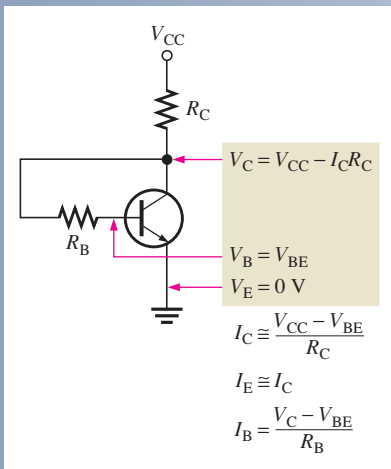 V_CC
R_C
V_C = V_CC − I_C R_C
R_B
V_B = V_BE
V_E = 0 V
I_C ≅ (V_CC − V_BE) / R_C
I_E ≅ I_C
I_B = (V_C − V_BE) / R_B